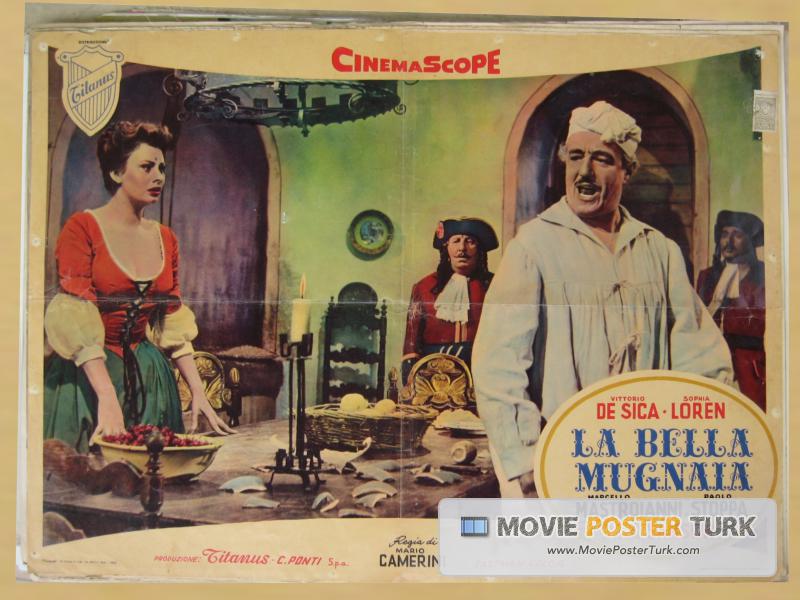 DISTRIBUZIONE
Titanus
CINEMASCOPE
VITTORIO SOPHIA
DE SICA - LOREN
LA BELLA
MUGNAIA
MARCELLO PAOLO
MASTROIANNI STOPPA
Regia di
MARIO
CAMERINI
PRODUZIONE: Titanus - C. PONTI S.p.a.
MOVIE POSTER TURK
www.MoviePosterTurk.com